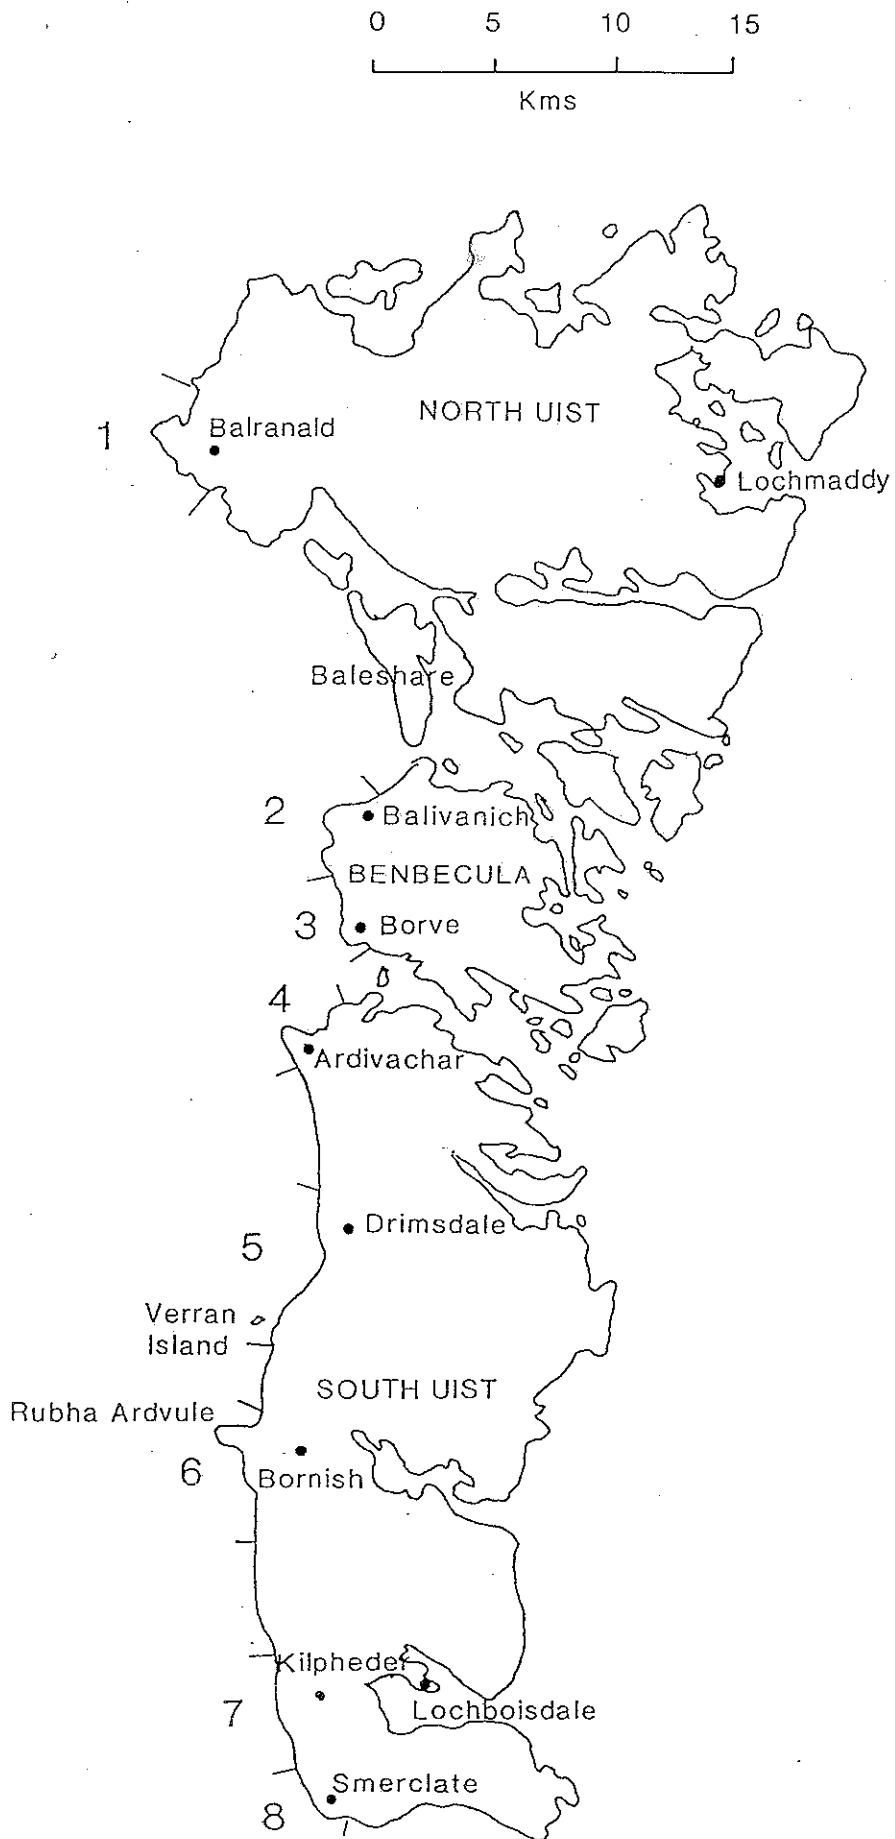 0 5 10 15
Kms
NORTH UIST
1
Balranald
Lochmaddy
Baleshare
2
Balivanich
BENBECULA
3
Borve
4
Ardivachar
Drimsdale
5
Verran
Island
SOUTH UIST
Rubha Ardvule
6
Bornish
Kilpheder
7
Lochboisdale
Smerclate
8